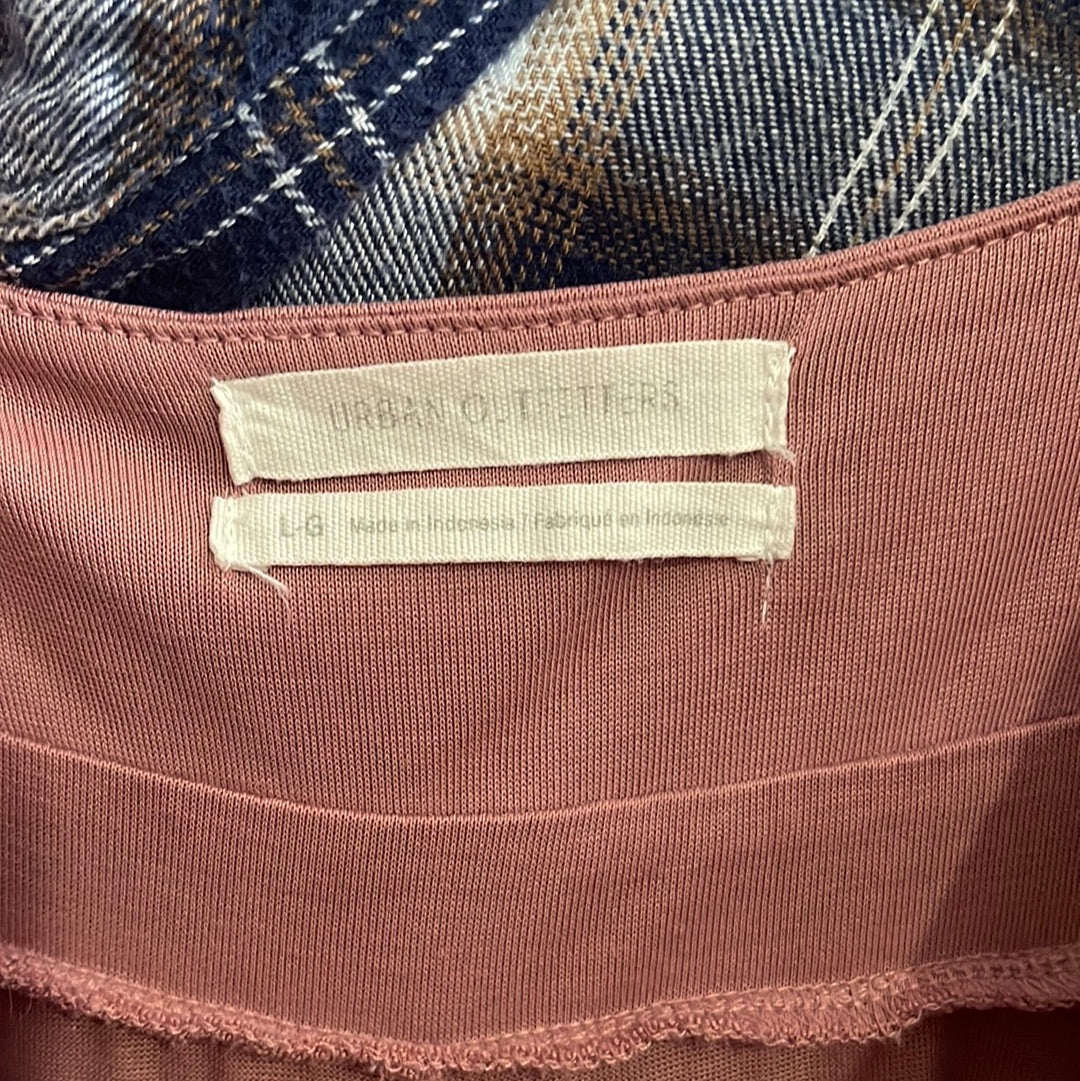 URBAN OUTFITTERS
L-G Made in Indonesia / Fabriqué en Indonésie